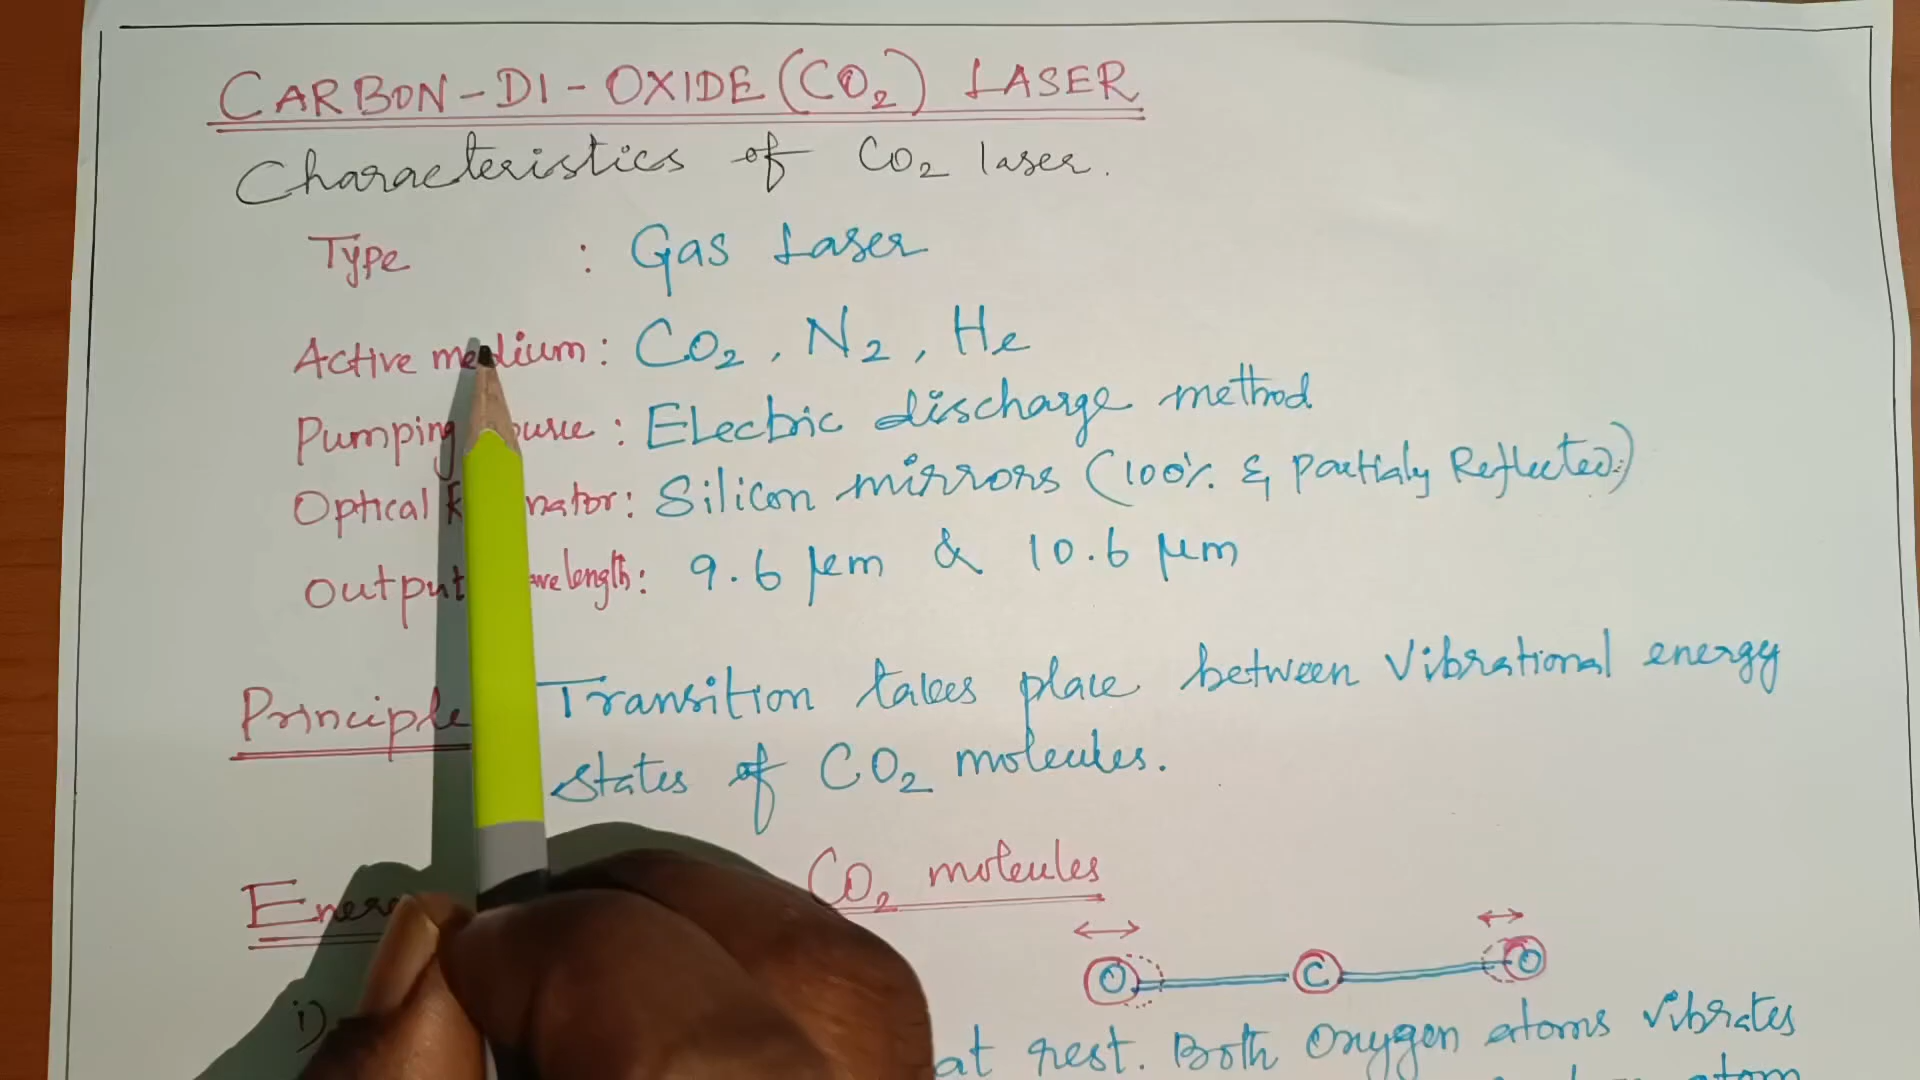 CARBON-DI-OXIDE (CO2) LASER
Characteristics of CO2 laser.
Type : Gas Laser
Active medium : CO2, N2, He
Pumping : Electric discharge method
Optical : Silicon mirrors (100% & partialy Reflected)
Output : 9.6 μm & 10.6 μm
Principle Transition takes place between Vibrational energy
states of CO2 molecules.
CO2 molecules
O C O
i)
at rest. Both Oxygen atoms vibrates
atom